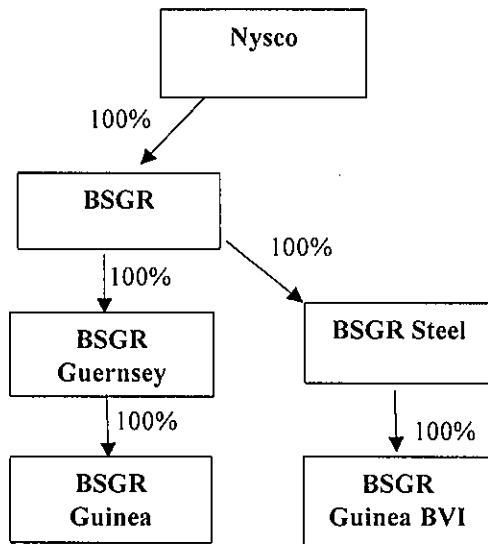 Nysco
100%
BSGR
100%
100%
BSGR
Guernsey
BSGR Steel
100%
100%
BSGR
Guinea
BSGR
Guinea BVI